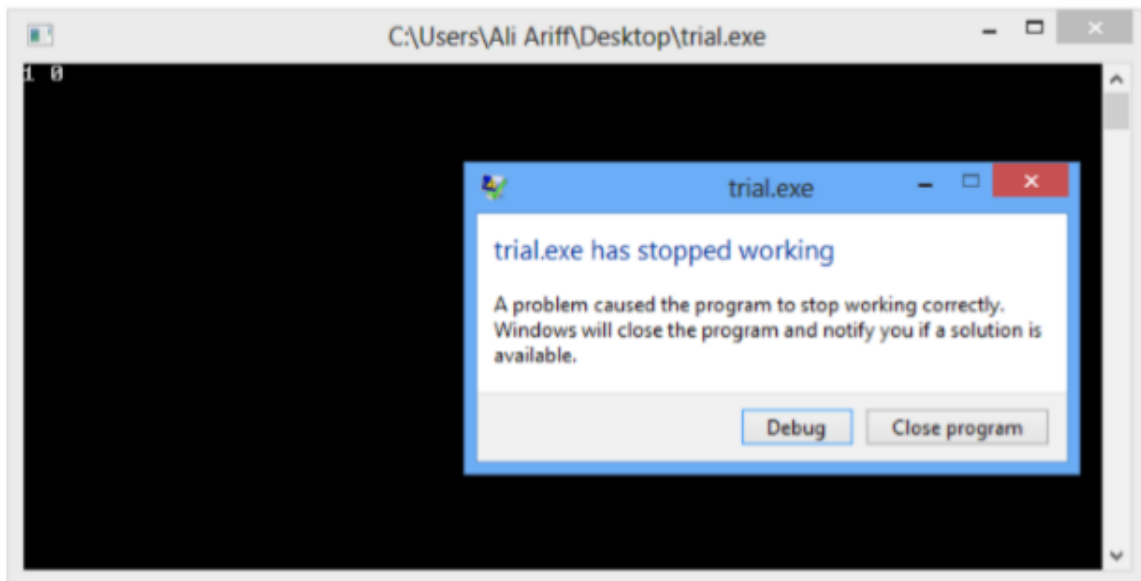 C:\Users\Ali Ariff\Desktop\trial.exe
1 0
trial.exe
trial.exe has stopped working
A problem caused the program to stop working correctly.
Windows will close the program and notify you if a solution is
available.
Debug
Close program